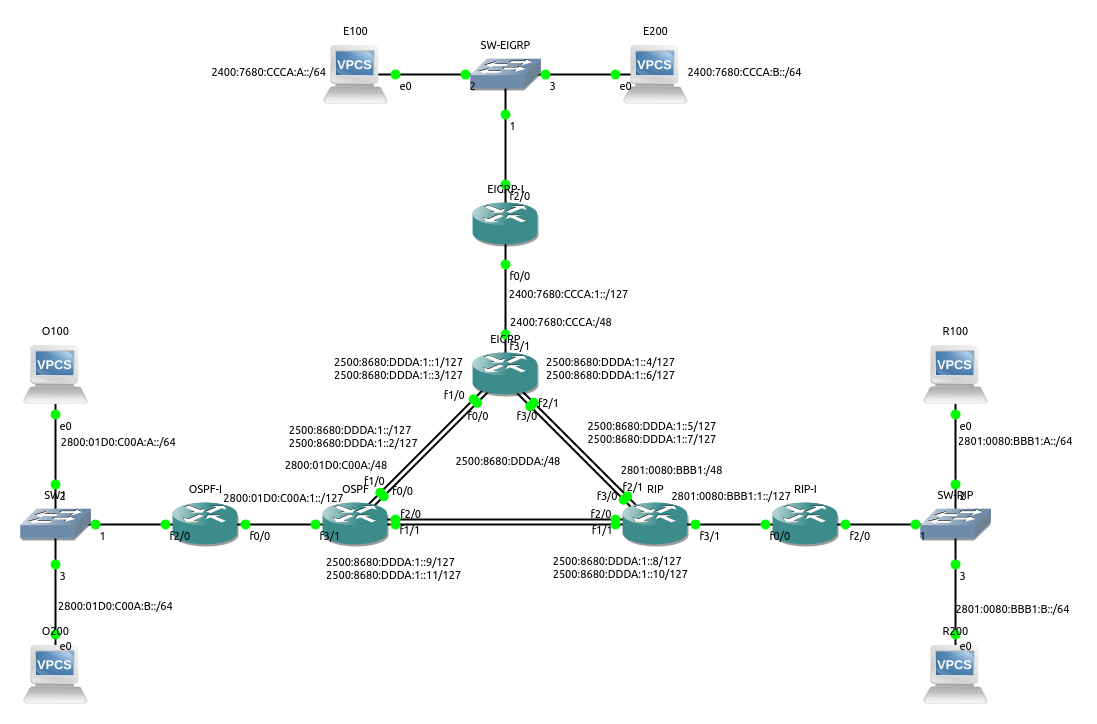 E100
E200
SW-EIGRP
VPCS
VPCS
2400:7680:CCCA:A::/64
2400:7680:CCCA:B::/64
e0
2
3
e0
1
EIGRP-I
f2/0
f0/0
2400:7680:CCCA:1::/127
2400:7680:CCCA:/48
EIGRP
f3/1
O100
R100
VPCS
VPCS
2500:8680:DDDA:1::1/127
2500:8680:DDDA:1::3/127
2500:8680:DDDA:1::4/127
2500:8680:DDDA:1::6/127
f1/0
f0/0
f2/1
f3/0
e0
e0
2800:01D0:C00A:A::/64
2801:0080:BBB1:A::/64
2500:8680:DDDA:1::/127
2500:8680:DDDA:1::2/127
2500:8680:DDDA:1::5/127
2500:8680:DDDA:1::7/127
2800:01D0:C00A:/48
2500:8680:DDDA:/48
2801:0080:BBB1:/48
f1/0
f0/0
f2/1
f3/0
2
OSPF-I
2800:01D0:C00A:1::/127
OSPF
RIP
2801:0080:BBB1:1::/127
RIP-I
SW-RIP
1
f2/0
f0/0
f3/1
f2/0
f1/1
f2/0
f1/1
f3/1
f0/0
f2/0
1
2500:8680:DDDA:1::9/127
2500:8680:DDDA:1::11/127
2500:8680:DDDA:1::8/127
2500:8680:DDDA:1::10/127
3
3
2800:01D0:C00A:B::/64
2801:0080:BBB1:B::/64
O200
R200
e0
e0
VPCS
VPCS